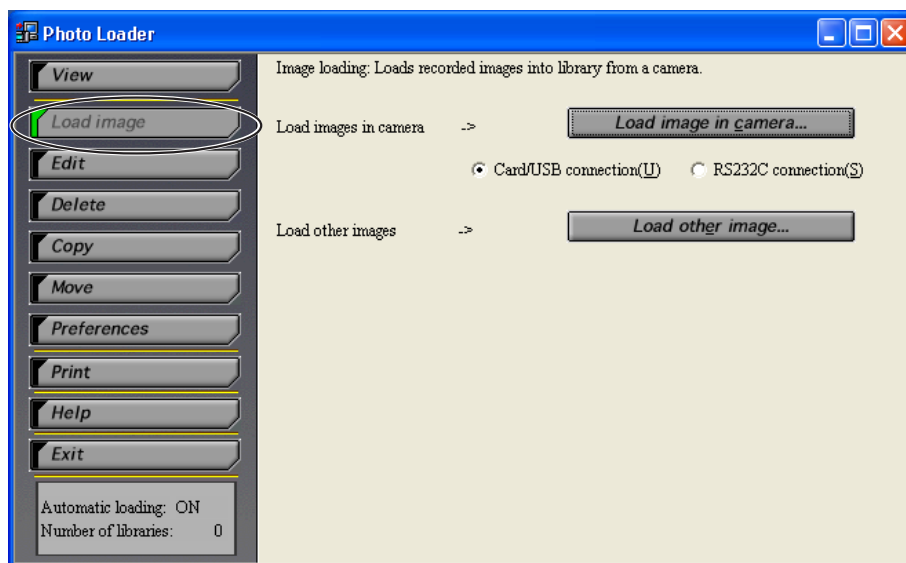 Photo Loader
View
Load image
Edit
Delete
Copy
Move
Preferences
Print
Help
Exit
Automatic loading: ON
Number of libraries: 0
Image loading: Loads recorded images into library from a camera.
Load images in camera -> Load image in camera...
Card/USB connection(U) RS232C connection(S)
Load other images -> Load other image...